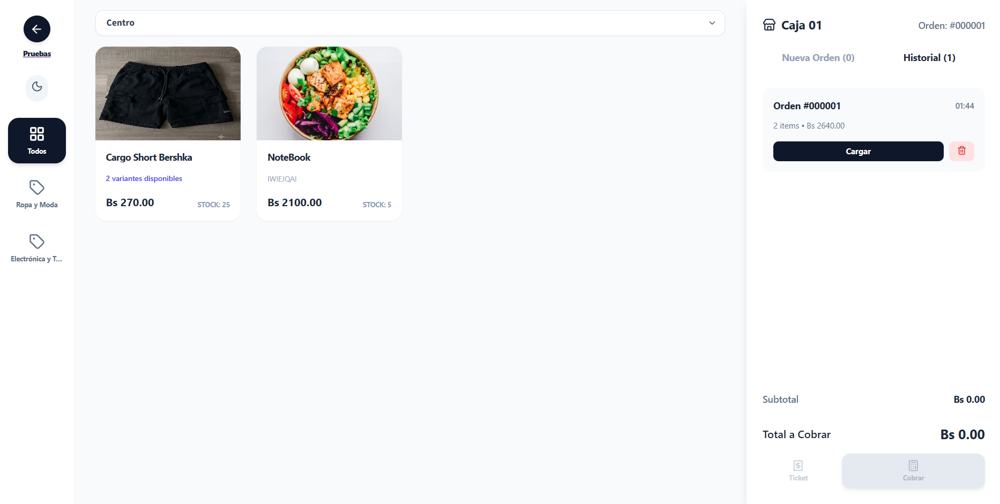 Pruebas
Todos
Ropa y Moda
Electrónica y T...
Centro
Cargo Short Bershka
2 variantes disponibles
Bs 270.00
STOCK: 25
NoteBook
IWIEJQAI
Bs 2100.00
STOCK: 5
Caja 01
Orden: #000001
Nueva Orden (0)
Historial (1)
Orden #000001
01:44
2 items • Bs 2640.00
Cargar
Subtotal
Bs 0.00
Total a Cobrar
Bs 0.00
Ticket
Cobrar